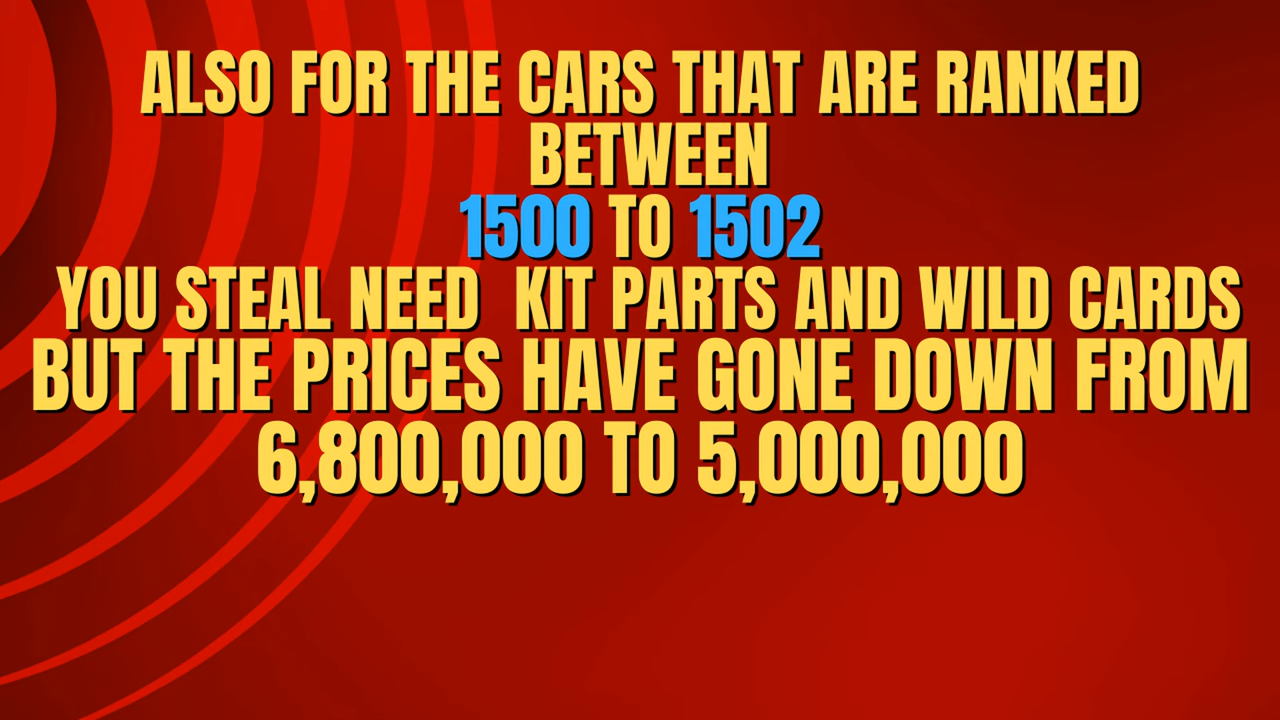 ALSO FOR THE CARS THAT ARE RANKED
BETWEEN
1500 TO 1502
YOU STEAL NEED KIT PARTS AND WILD CARDS
BUT THE PRICES HAVE GONE DOWN FROM
6,800,000 TO 5,000,000